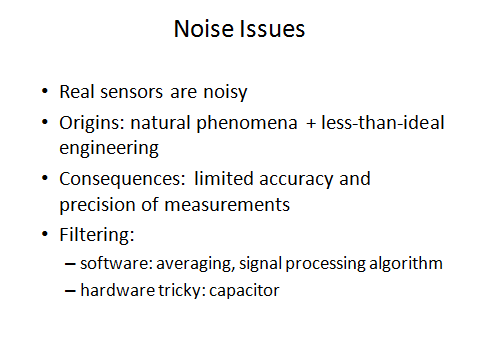 Noise Issues
• Real sensors are noisy
• Origins: natural phenomena + less-than-ideal
engineering
• Consequences: limited accuracy and
precision of measurements
• Filtering:
– software: averaging, signal processing algorithm
– hardware tricky: capacitor